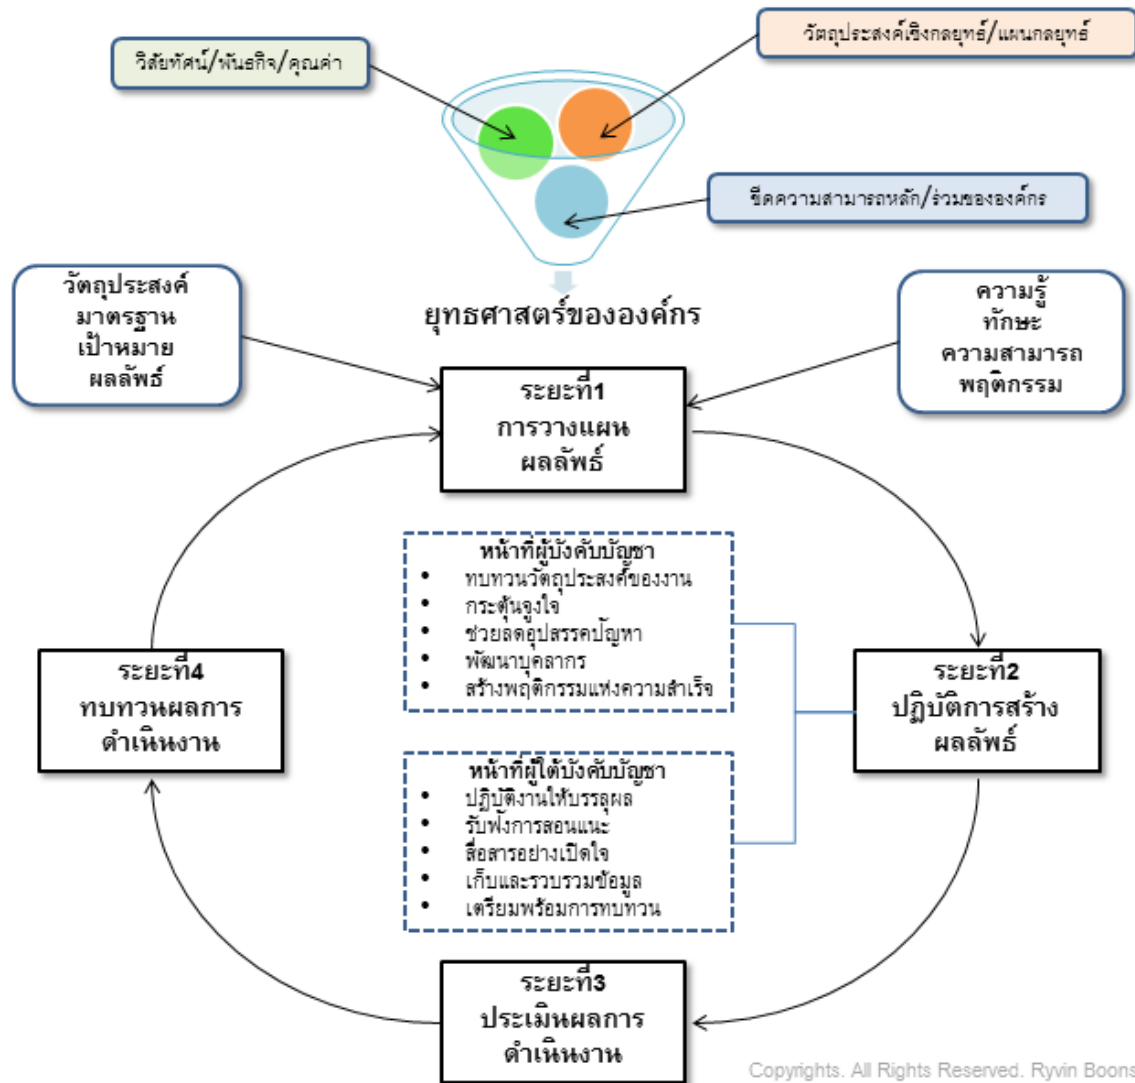 วัตถุประสงค์เชิงกลยุทธ์/แผนกลยุทธ์
วิสัยทัศน์/พันธกิจ/คุณค่า
ขีดความสามารถหลัก/ร่วมขององค์กร
ยุทธศาสตร์ขององค์กร
วัตถุประสงค์
มาตรฐาน
เป้าหมาย
ผลลัพธ์
ความรู้
ทักษะ
ความสามารถ
พฤติกรรม
ระยะที่1
การวางแผน
ผลลัพธ์
หน้าที่ผู้บังคับบัญชา
• ทบทวนวัตถุประสงค์ของงาน
• กระตุ้นจูงใจ
• ช่วยลดอุปสรรคปัญหา
• พัฒนาบุคลากร
• สร้างพฤติกรรมแห่งความสำเร็จ
ระยะที่4
ทบทวนผลการ
ดำเนินงาน
ระยะที่2
ปฏิบัติการสร้าง
ผลลัพธ์
หน้าที่ผู้ใต้บังคับบัญชา
• ปฏิบัติงานให้บรรลุผล
• รับฟังการสอนแนะ
• สื่อสารอย่างเปิดใจ
• เก็บและรวบรวมข้อมูล
• เตรียมพร้อมการทบทวน
ระยะที่3
ประเมินผลการ
ดำเนินงาน
Copyrights. All Rights Reserved. Ryvin Boons